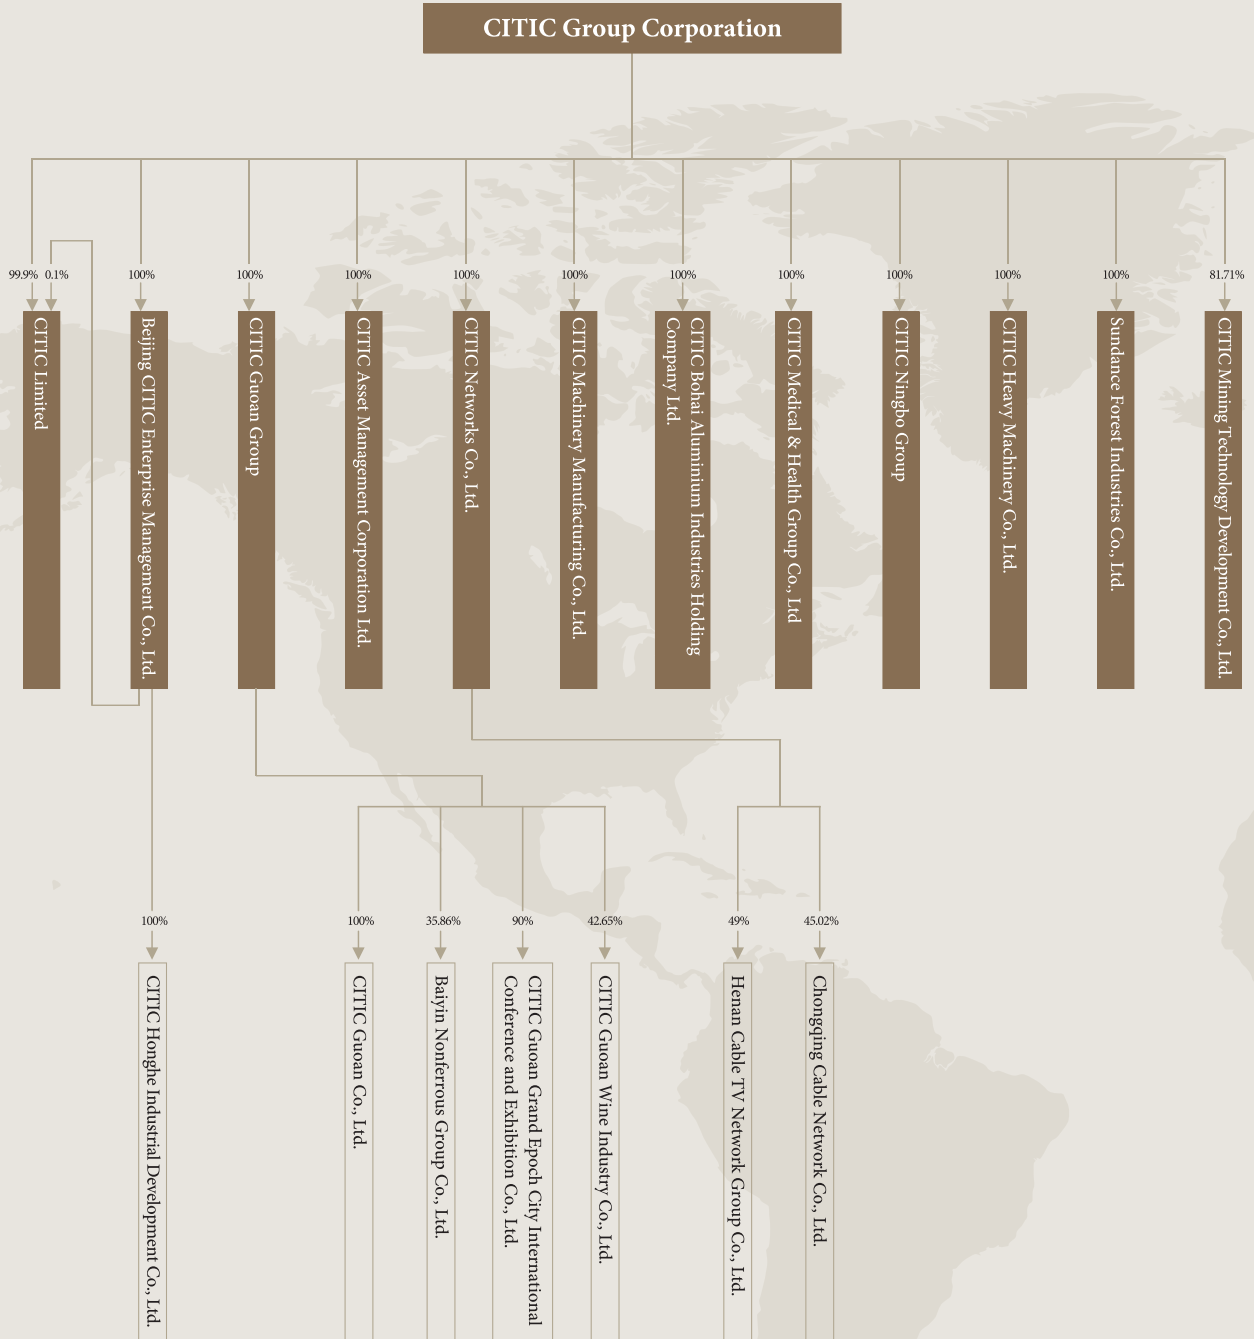 CITIC Group Corporation
99.9%
0.1%
100%
100%
100%
100%
100%
100%
100%
100%
100%
100%
81.71%
CITIC Limited
Beijing CITIC Enterprise Management Co., Ltd.
CITIC Guoan Group
CITIC Asset Management Corporation Ltd.
CITIC Networks Co., Ltd.
CITIC Machinery Manufacturing Co., Ltd.
CITIC Bohai Aluminium Industries Holding
Company Ltd.
CITIC Medical & Health Group Co., Ltd
CITIC Ningbo Group
CITIC Heavy Machinery Co., Ltd.
Sundance Forest Industries Co., Ltd.
CITIC Mining Technology Development Co., Ltd.
100%
100%
35.86%
90%
42.65%
49%
45.02%
CITIC Honghe Industrial Development Co., Ltd.
CITIC Guoan Co., Ltd.
Baiyin Nonferrous Group Co., Ltd.
CITIC Guoan Grand Epoch City International
Conference and Exhibition Co., Ltd.
CITIC Guoan Wine Industry Co., Ltd.
Henan Cable TV Network Group Co., Ltd.
Chongqing Cable Network Co., Ltd.